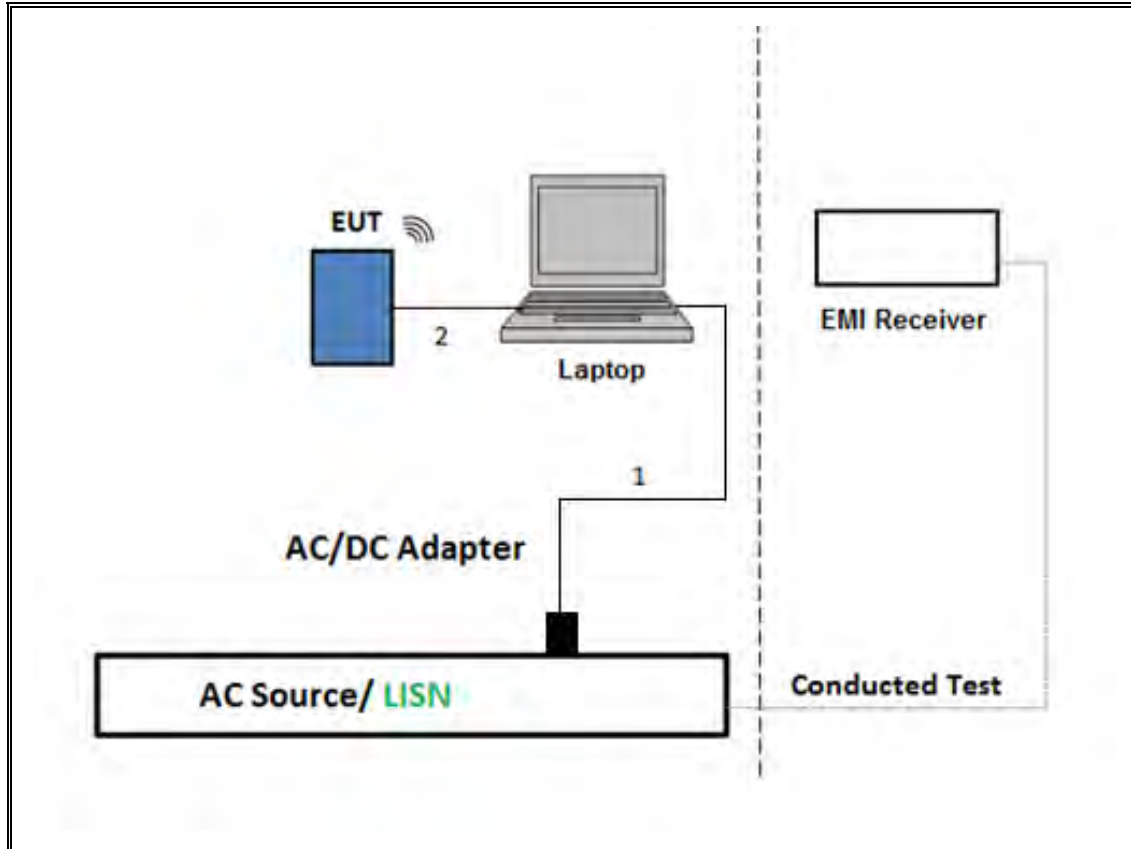 EUT
2
Laptop
EMI Receiver
1
AC/DC Adapter
AC Source/ LISN
Conducted Test